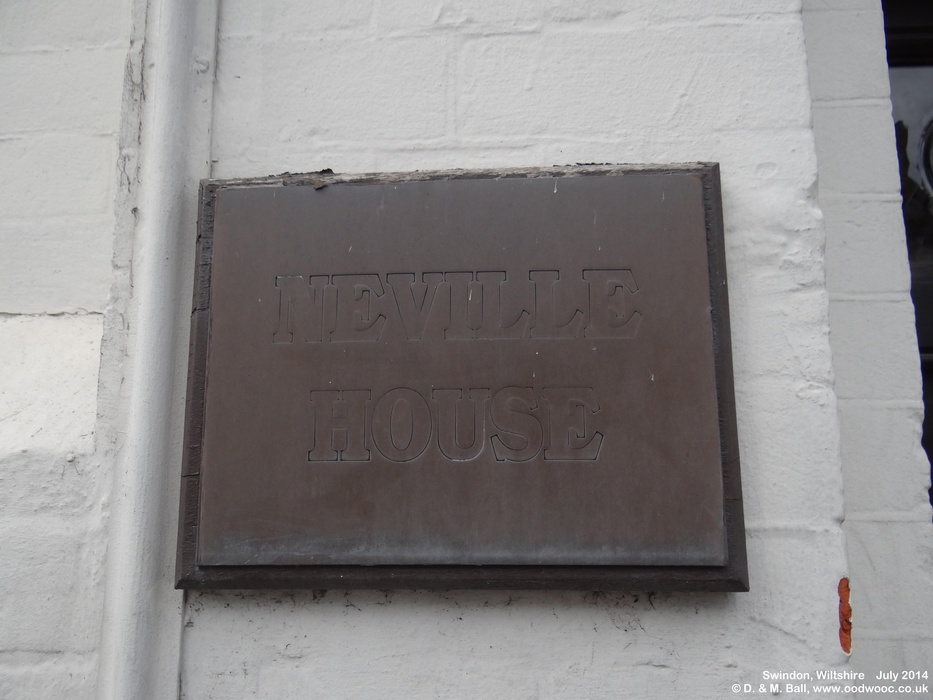 NEVILLE
HOUSE
Swindon, Wiltshire July 2014
© D. & M. Ball, www.oodwooc.co.uk